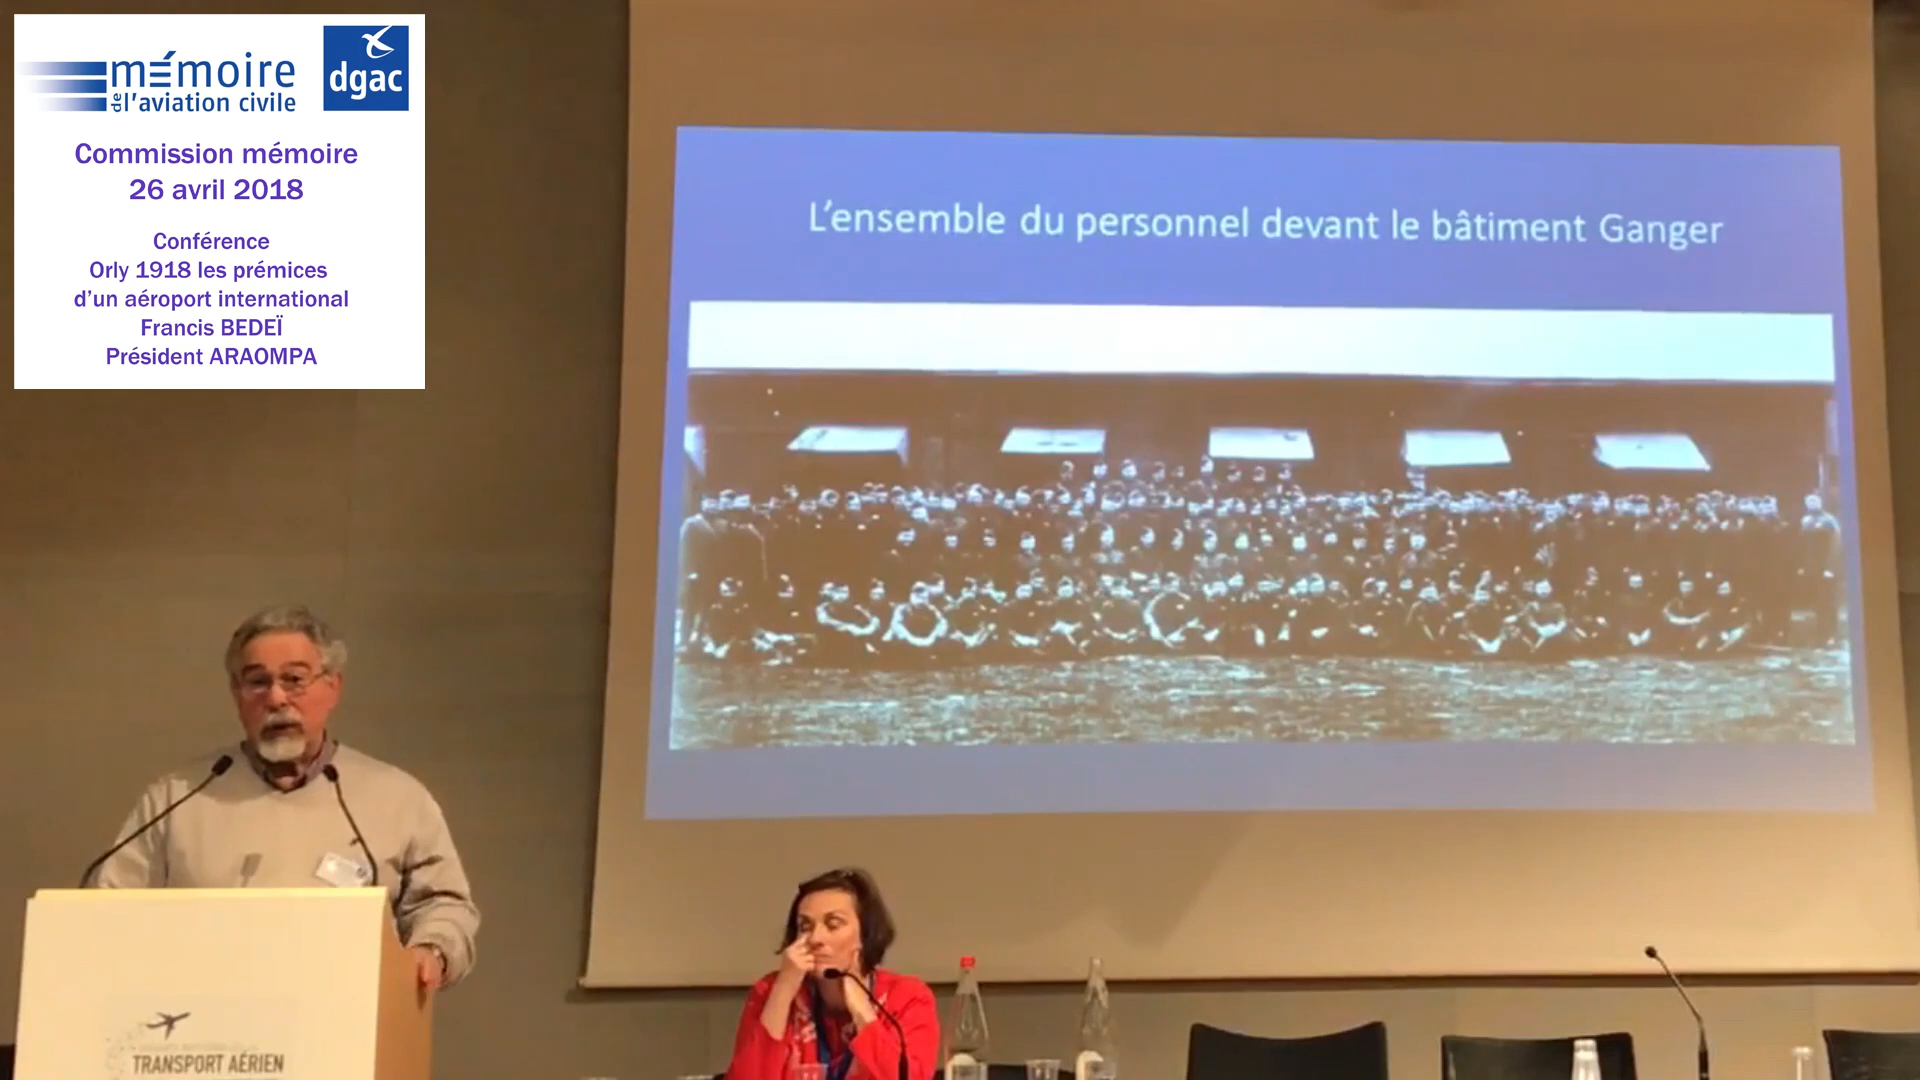 mÉmoire
de l'aviation civile
dgac
Commission mémoire
26 avril 2018
Conférence
Orly 1918 les prémices
d'un aéroport international
Francis BEDEÏ
Président ARAOMPA
L'ensemble du personnel devant le bâtiment Ganger
TRANSPORT AÉRIEN